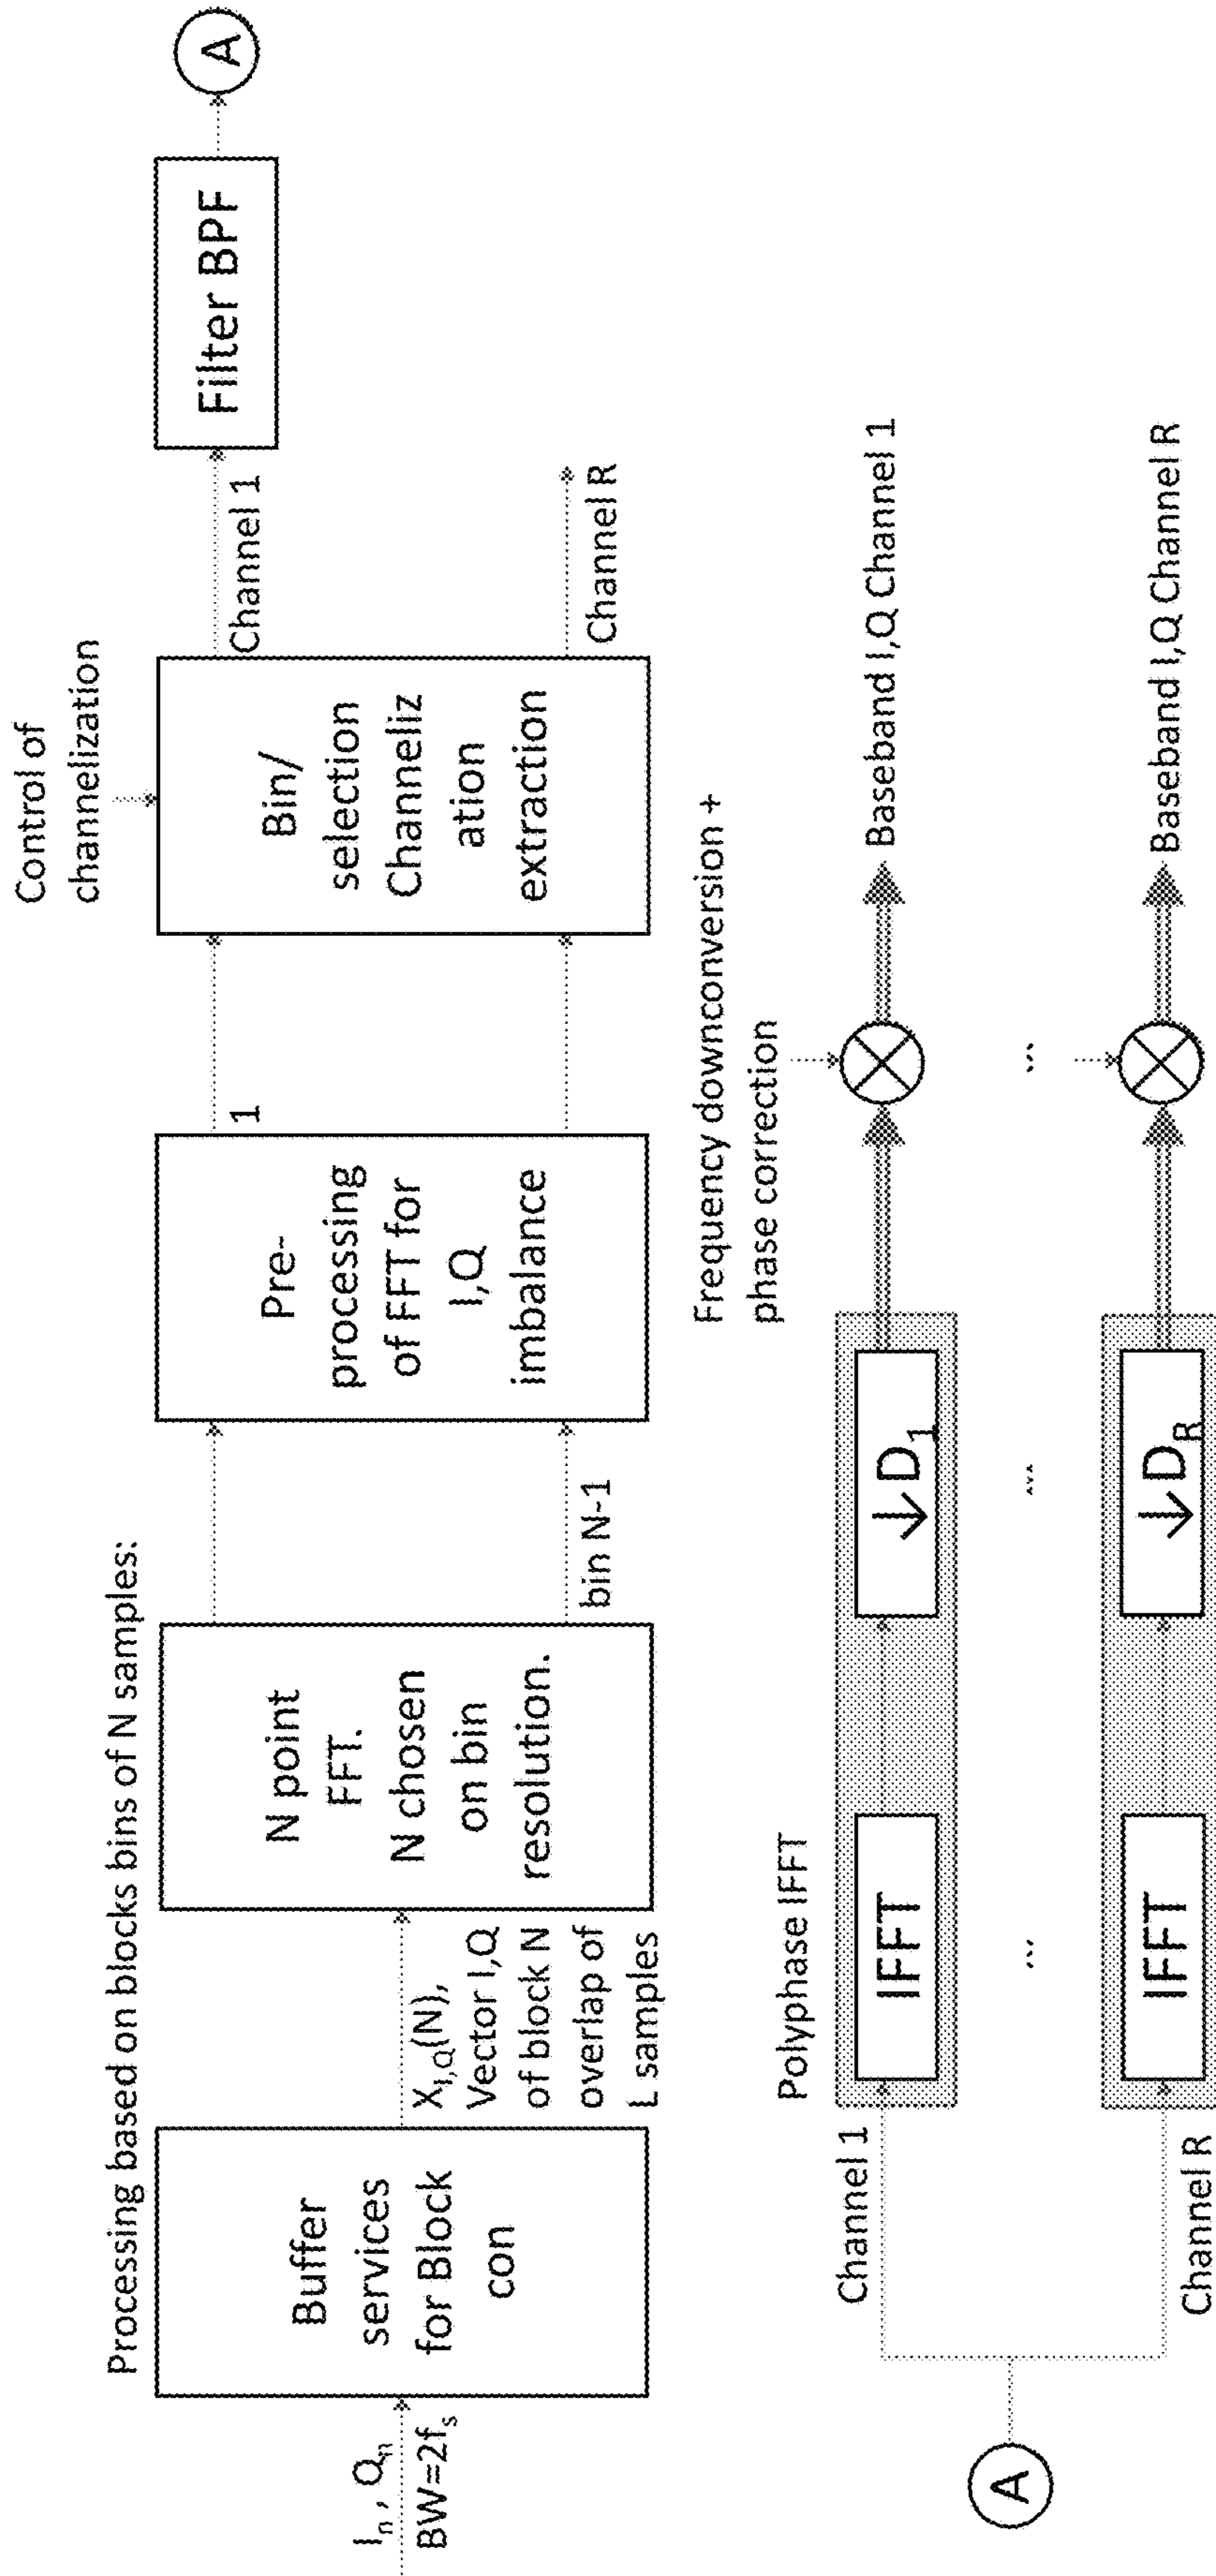 Processing based on blocks bins of N samples:
I_n , Q_n
BW=2f_s
Buffer
services
for Block
con
X_I,Q(N),
Vector I,Q
of block N
overlap of
L samples
N point
FFT.
N chosen
on bin
resolution.
bin N-1
Pre-
processing
of FFT for
I,Q
imbalance
1
Control of
channelization
Bin/
selection
Channeliz
ation
extraction
Channel 1
Channel R
Filter BPF
A
A
Channel 1
Channel R
Polyphase IFFT
IFFT
↓D_1
...
...
IFFT
↓D_R
Frequency downconversion +
phase correction
...
Baseband I,Q Channel 1
Baseband I,Q Channel R